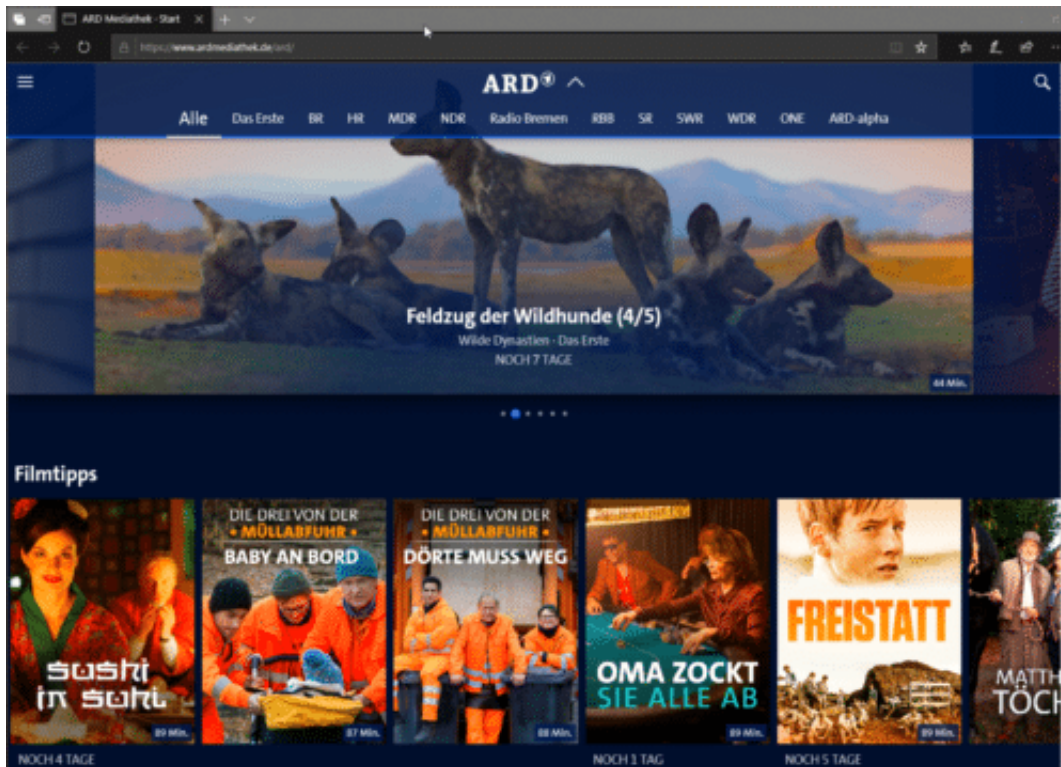 ARD Mediathek - Start
https://www.ardmediathek.de/ard/
ARD
Alle Das Erste BR HR MDR NDR Radio Bremen RBB SR SWR WDR ONE ARD-alpha
Feldzug der Wildhunde (4/5)
Wilde Dynastien · Das Erste
NOCH 7 TAGE
44 Min.
Filmtipps
sushi
in suhl
89 Min.
NOCH 4 TAGE
DIE DREI VON DER
• MÜLLABFUHR •
BABY AN BORD
87 Min.
DIE DREI VON DER
• MÜLLABFUHR •
DÖRTE MUSS WEG
88 Min.
OMA ZOCKT
SIE ALLE AB
89 Min.
NOCH 1 TAG
FREISTATT
99 Min.
NOCH 5 TAGE
MATTH
TÖCH